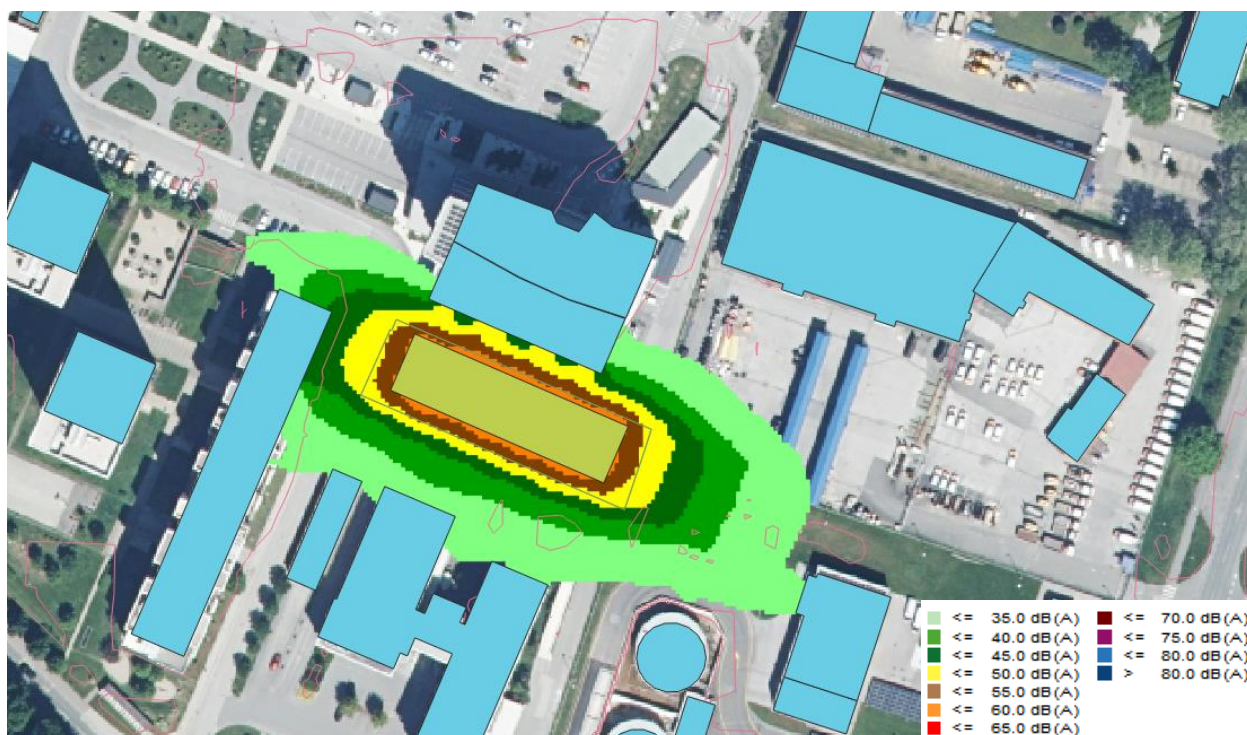 <= 35.0 dB(A) <= 70.0 dB(A)
<= 40.0 dB(A) <= 75.0 dB(A)
<= 45.0 dB(A) <= 80.0 dB(A)
<= 50.0 dB(A) > 80.0 dB(A)
<= 55.0 dB(A)
<= 60.0 dB(A)
<= 65.0 dB(A)